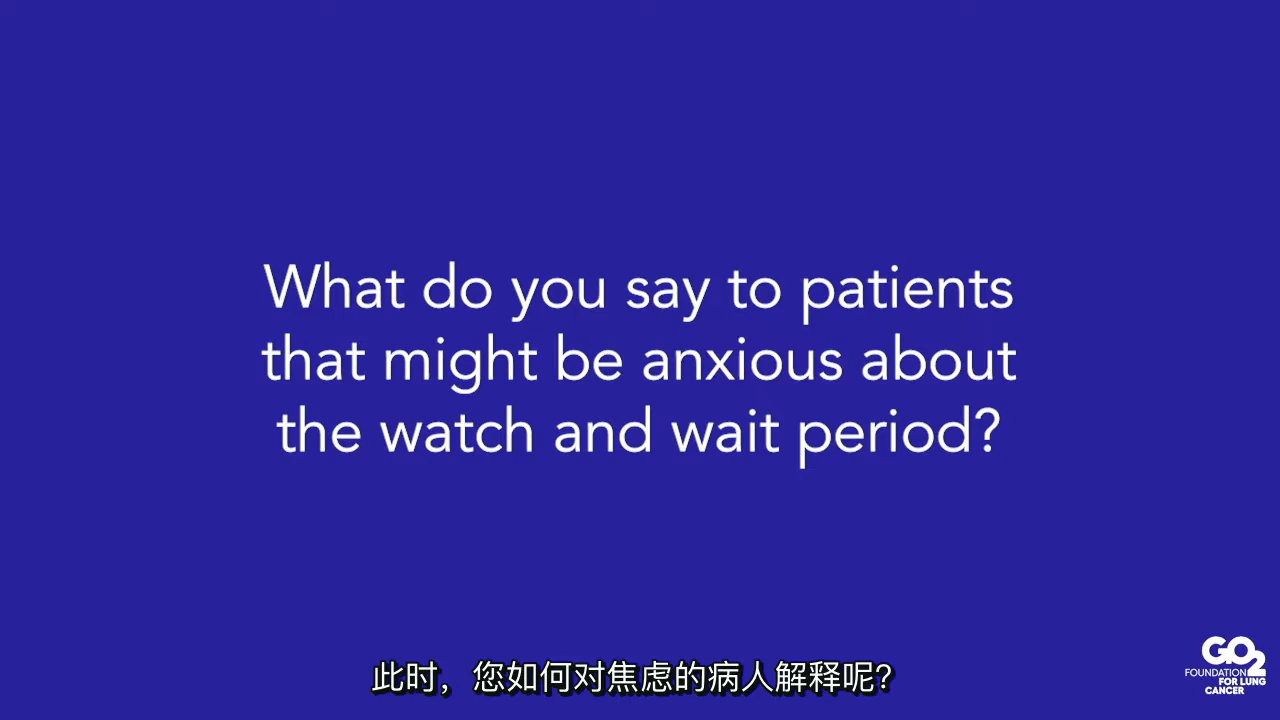 What do you say to patients
that might be anxious about
the watch and wait period?
GO2
FOUNDATION
FOR LUNG
CANCER
此时，您如何对焦虑的病人解释呢？